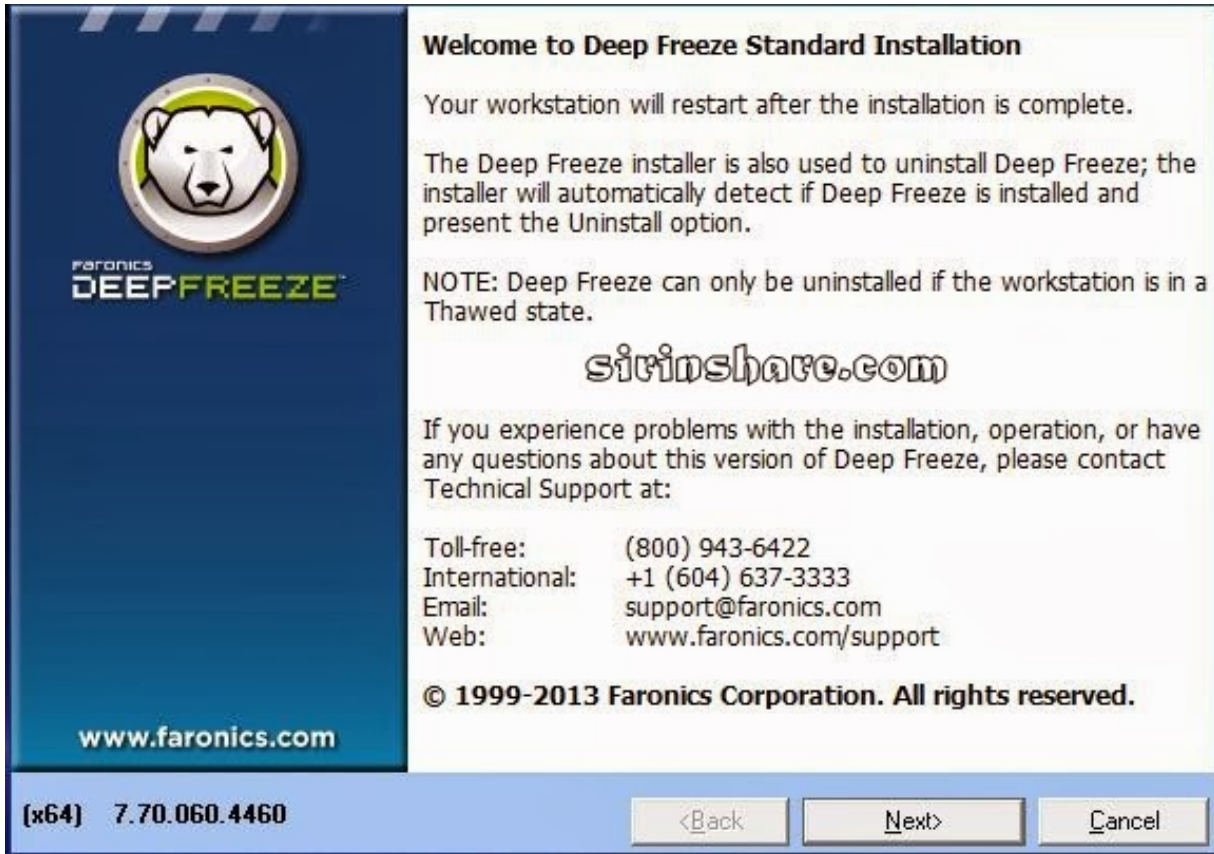 Welcome to Deep Freeze Standard Installation
Your workstation will restart after the installation is complete.
The Deep Freeze installer is also used to uninstall Deep Freeze; the
installer will automatically detect if Deep Freeze is installed and
present the Uninstall option.
NOTE: Deep Freeze can only be uninstalled if the workstation is in a
Thawed state.
sirinshare.com
If you experience problems with the installation, operation, or have
any questions about this version of Deep Freeze, please contact
Technical Support at:
Toll-free: (800) 943-6422
International: +1 (604) 637-3333
Email: support@faronics.com
Web: www.faronics.com/support
© 1999-2013 Faronics Corporation. All rights reserved.
Faronics
DEEPFREEZE™
www.faronics.com
(x64) 7.70.060.4460
<Back Next> Cancel